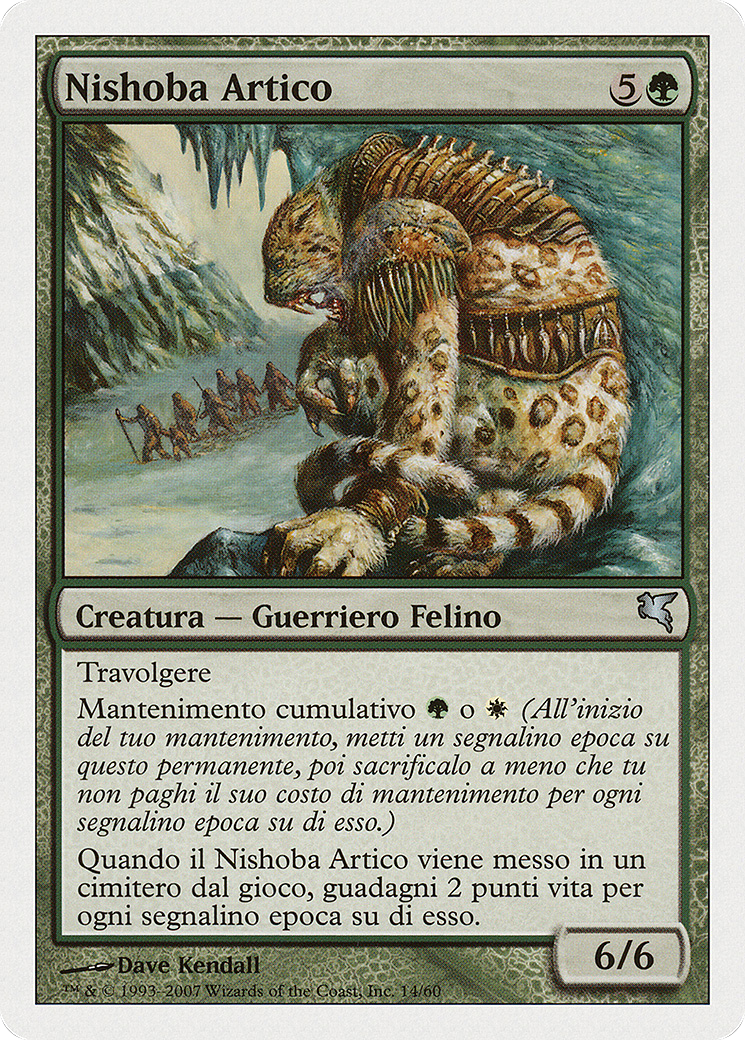 Nishoba Artico
5
Creatura — Guerriero Felino
Travolgere
Mantenimento cumulativo o (All'inizio
del tuo mantenimento, metti un segnalino epoca su
questo permanente, poi sacrificalo a meno che tu
non paghi il suo costo di mantenimento per ogni
segnalino epoca su di esso.)
Quando il Nishoba Artico viene messo in un
cimitero dal gioco, guadagni 2 punti vita per
ogni segnalino epoca su di esso.
6/6
Dave Kendall
™ & © 1993-2007 Wizards of the Coast, Inc. 14/60